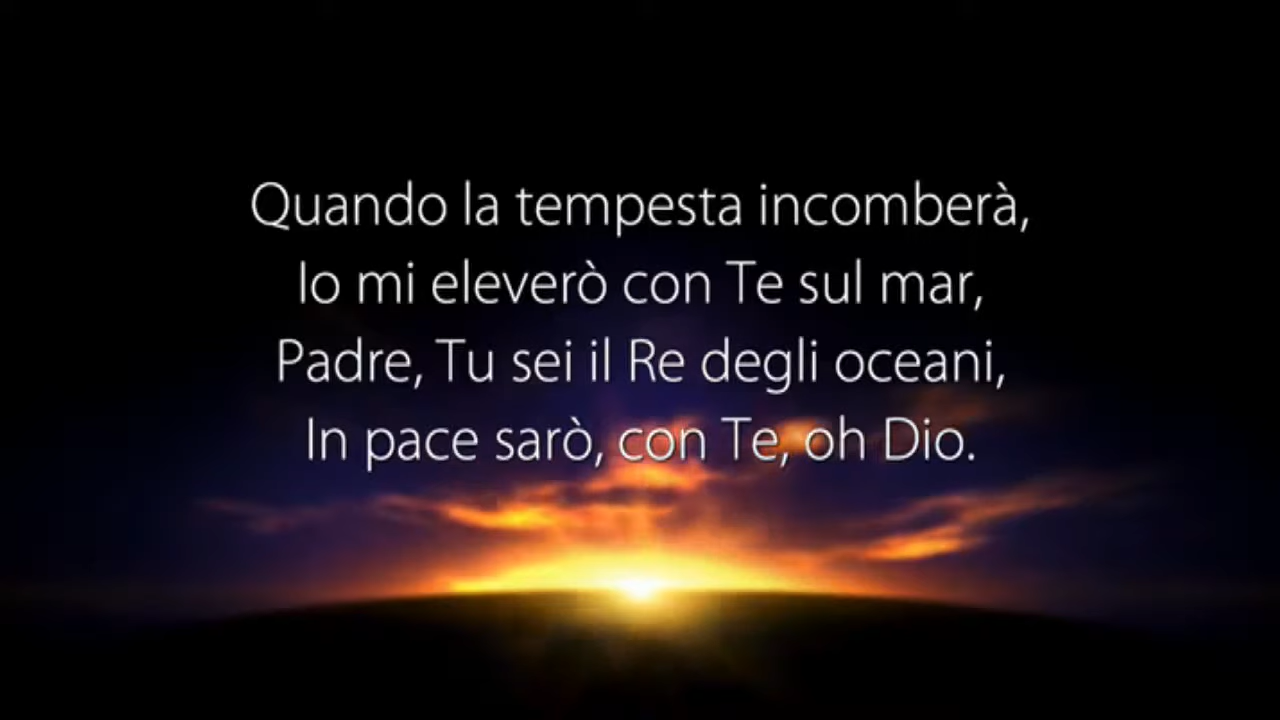 Quando la tempesta incomberà,
Io mi eleverò con Te sul mar,
Padre, Tu sei il Re degli oceani,
In pace sarò, con Te, oh Dio.